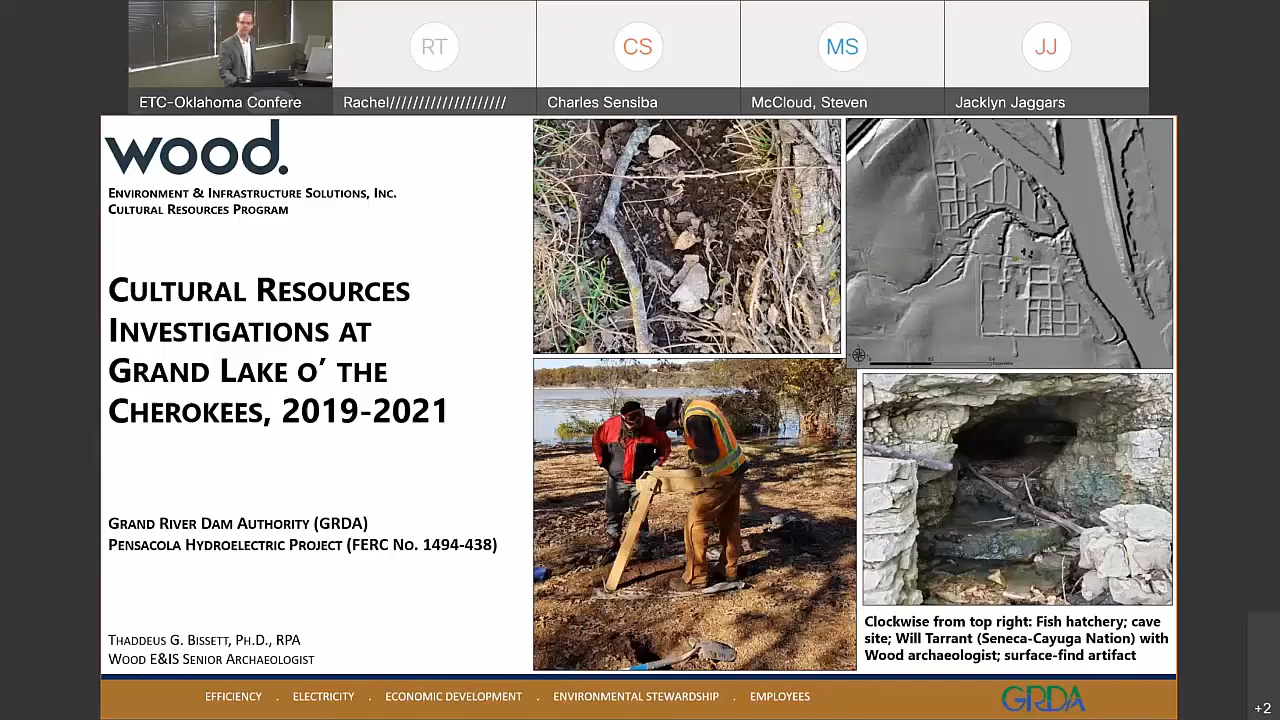 RT
CS
MS
JJ
ETC-Oklahoma Confere
Rachel////////////////////
Charles Sensiba
McCloud, Steven
Jacklyn Jaggars
wood.
Environment & Infrastructure Solutions, Inc.
Cultural Resources Program
Cultural Resources
Investigations at
Grand Lake o' the
Cherokees, 2019-2021
Grand River Dam Authority (GRDA)
Pensacola Hydroelectric Project (FERC No. 1494-438)
Thaddeus G. Bissett, Ph.D., RPA
Wood E&IS Senior Archaeologist
Clockwise from top right: Fish hatchery; cave
site; Will Tarrant (Seneca-Cayuga Nation) with
Wood archaeologist; surface-find artifact
EFFICIENCY . ELECTRICITY . ECONOMIC DEVELOPMENT . ENVIRONMENTAL STEWARDSHIP . EMPLOYEES
GRDA
+2